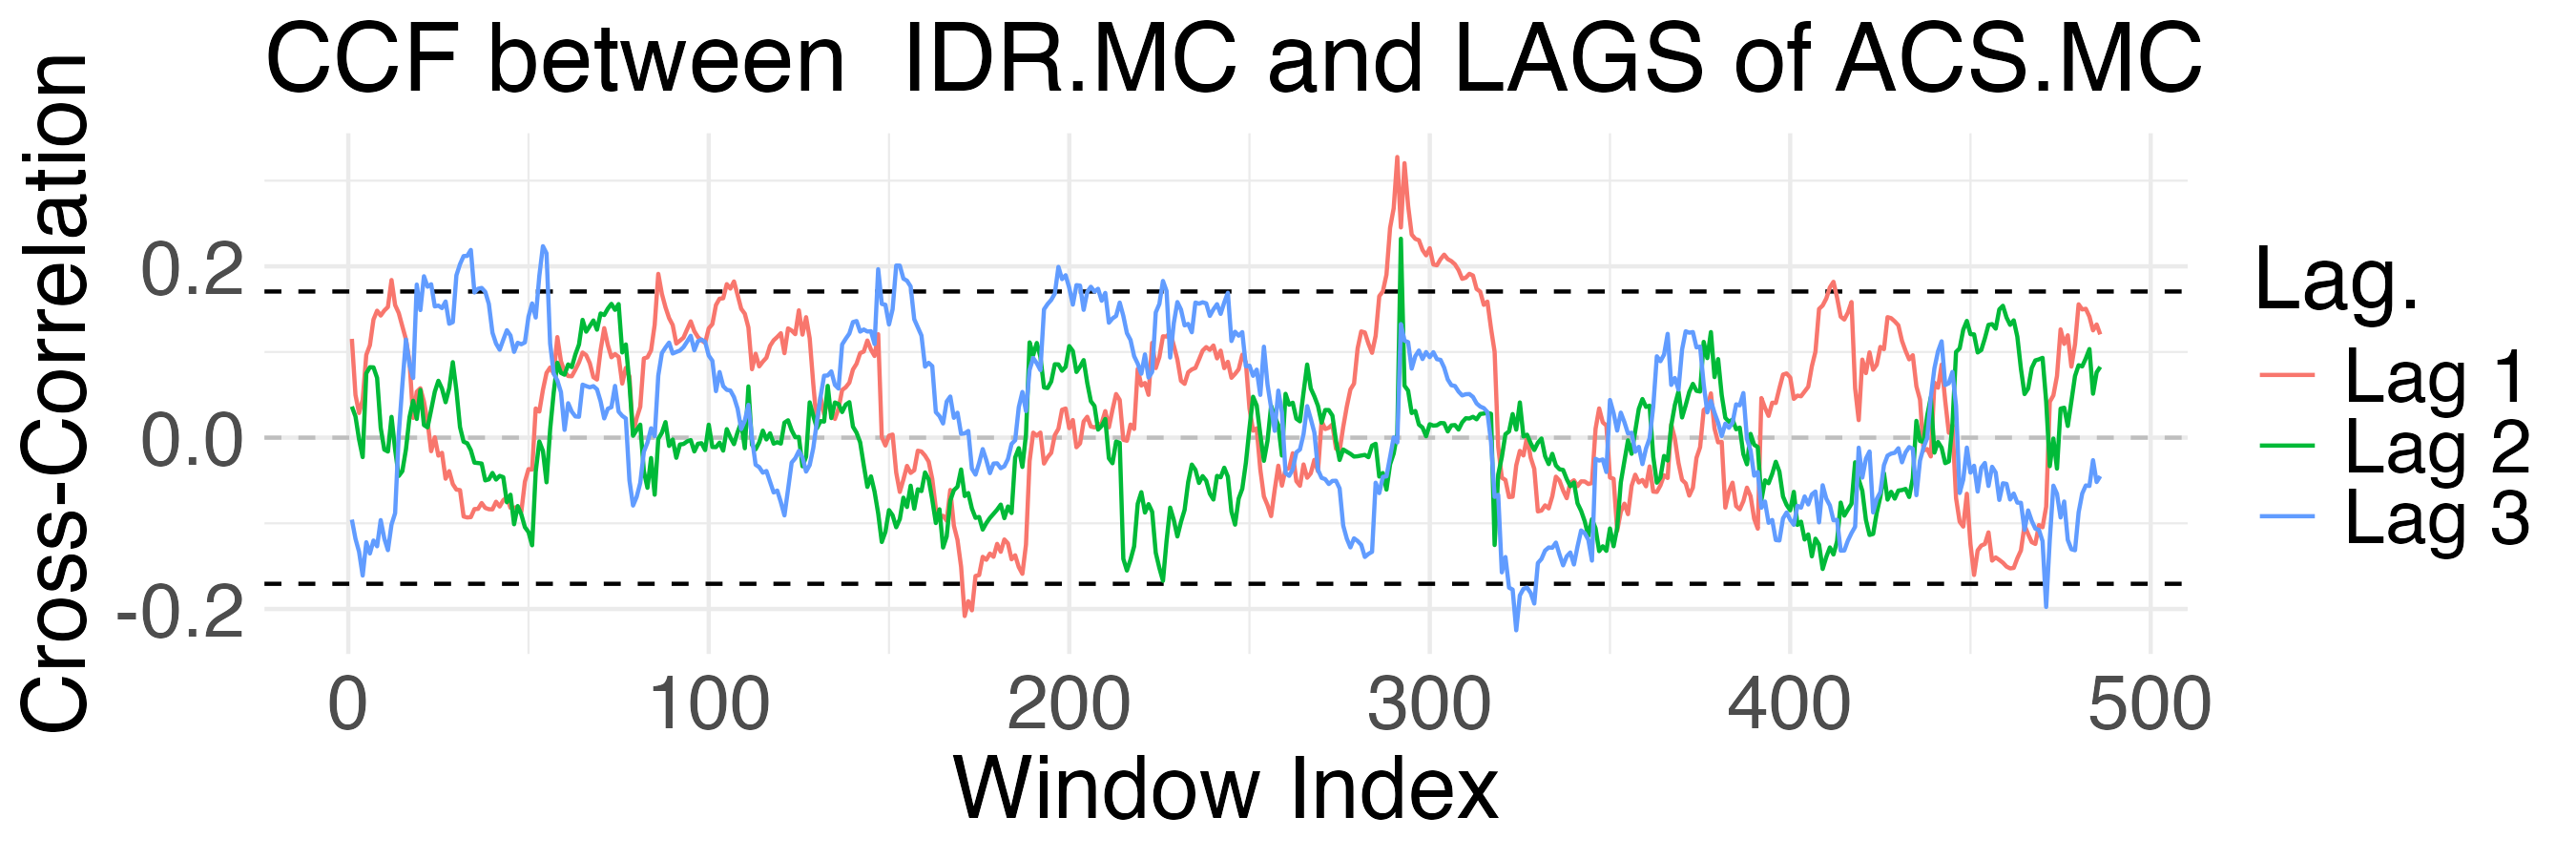 CCF between  IDR.MC and LAGS of ACS.MC
Cross-Correlation
0.2
0.0
-0.2
0 100 200 300 400 500
Window Index
Lag.
Lag 1
Lag 2
Lag 3